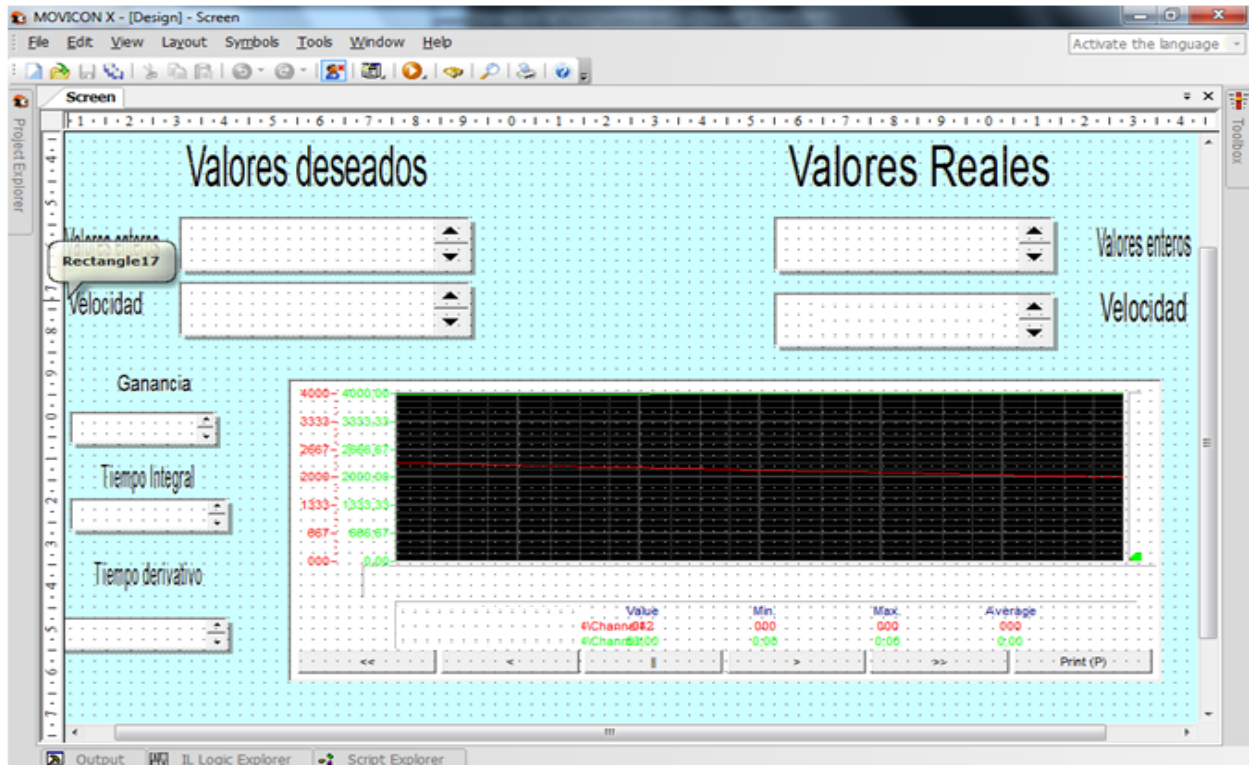 MOVICON X - [Design] - Screen
File Edit View Layout Symbols Tools Window Help
Activate the language
Screen
Project Explorer
Toolbox
Valores deseados
Valores Reales
Valores enteros
Rectangle17
Valores enteros
Velocidad
Velocidad
Ganancia
Tiempo Integral
Tiempo derivativo
4000 4000,00
3333 3333,33
2667 2666,67
2000 2000,00
1333 1333,33
667 666,67
000 0,00
Value Min. Max. Average
000 000 000
0,00 0,00 0,00
<< < || > >> Print (P)
Output IL Logic Explorer Script Explorer